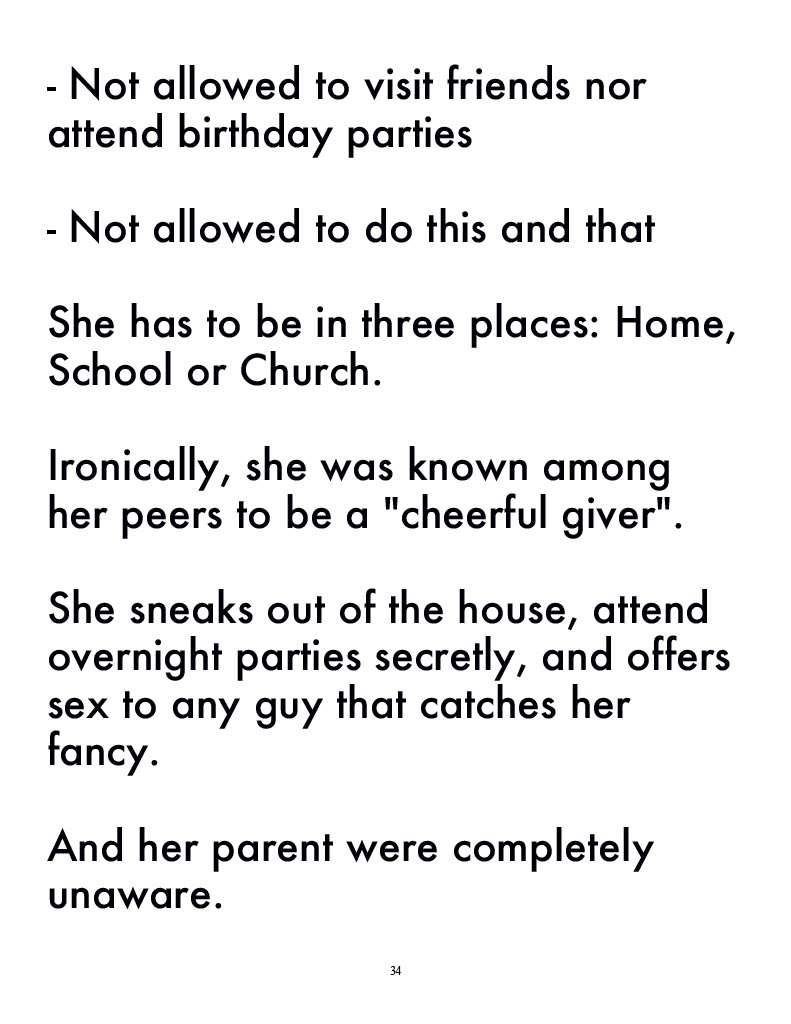 - Not allowed to visit friends nor
attend birthday parties
- Not allowed to do this and that
She has to be in three places: Home,
School or Church.
Ironically, she was known among
her peers to be a "cheerful giver".
She sneaks out of the house, attend
overnight parties secretly, and offers
sex to any guy that catches her
fancy.
And her parent were completely
unaware.
34